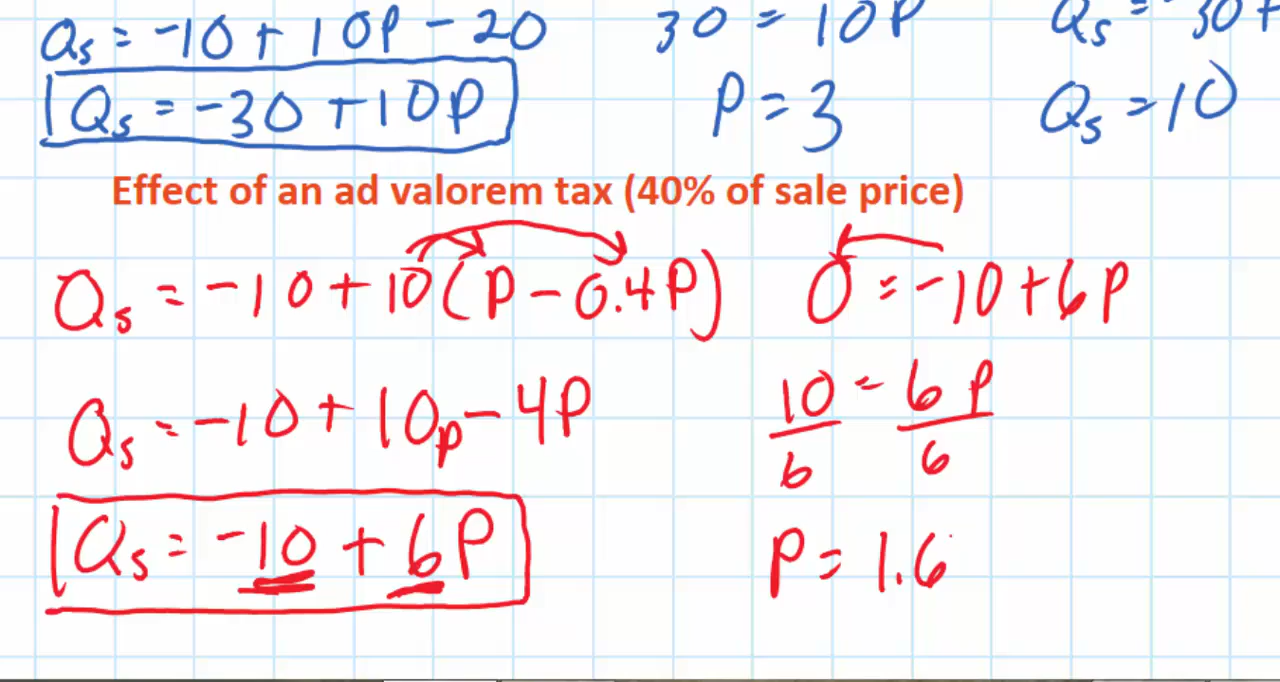 Qs = -10 + 10P - 20
30 = 10P
Qs = -30 +
Qs = -30 + 10P
P = 3
Qs = 10
Effect of an ad valorem tax (40% of sale price)
Qs = -10 + 10(P - 0.4P)
0 = -10 + 6P
Qs = -10 + 10P - 4P
10 = 6P
6 6
Qs = -10 + 6P
P = 1.6